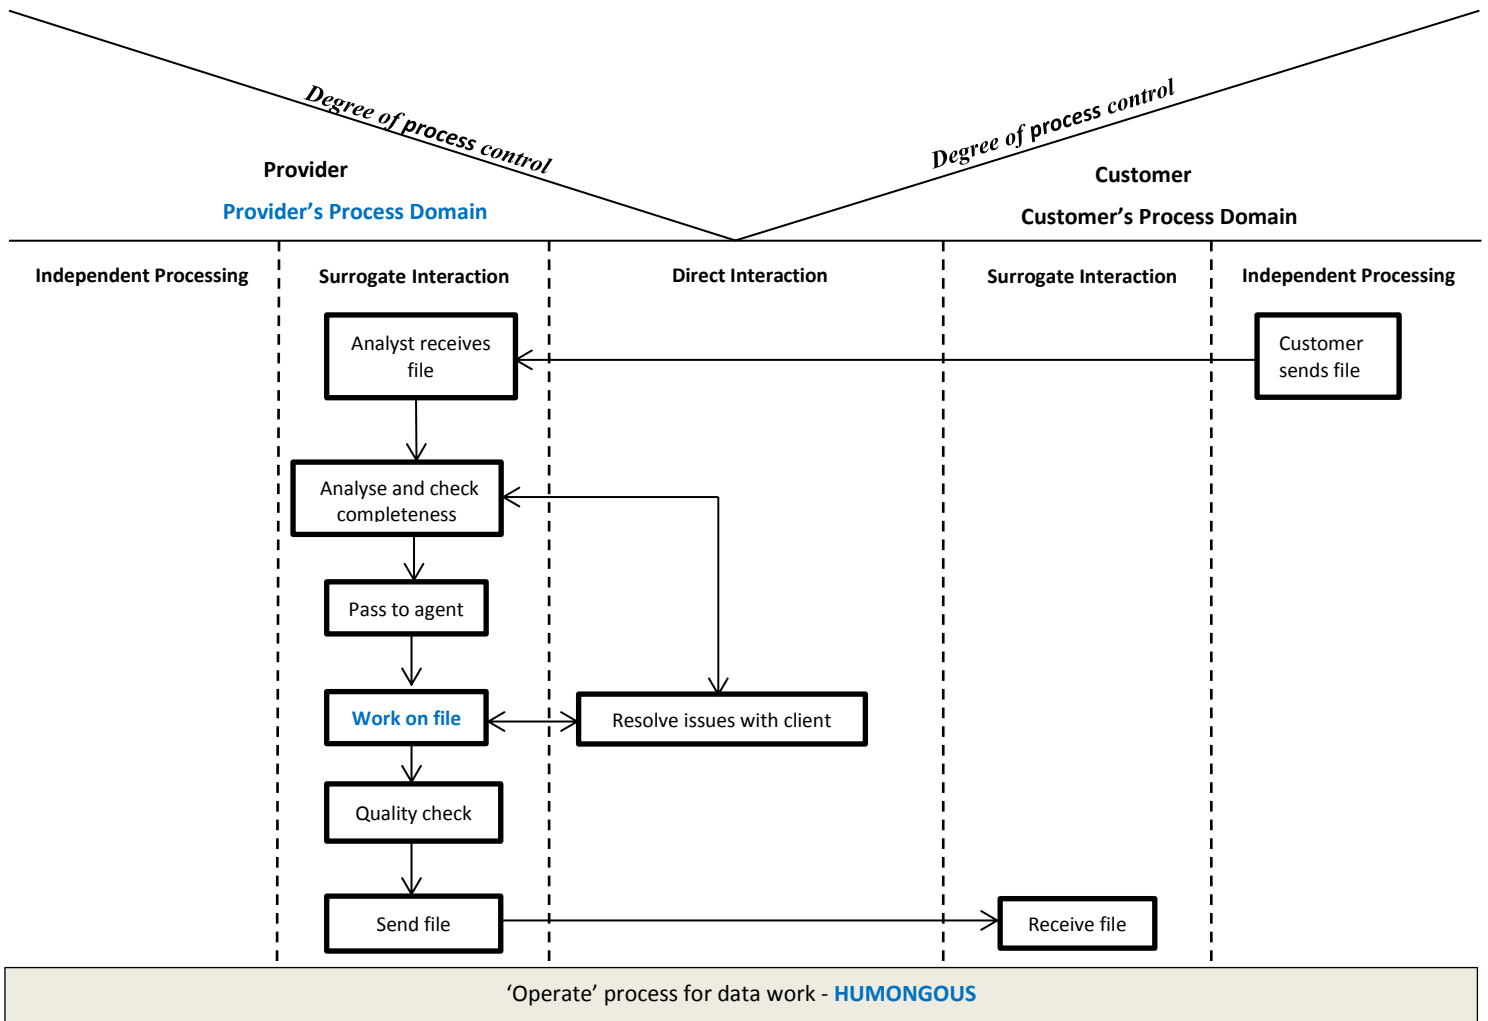 Degree of process control
Degree of process control
Provider
Customer
Provider’s Process Domain
Customer’s Process Domain
Independent Processing
Surrogate Interaction
Direct Interaction
Surrogate Interaction
Independent Processing
Analyst receives
file
Customer
sends file
Analyse and check
completeness
Pass to agent
Work on file
Resolve issues with client
Quality check
Send file
Receive file
‘Operate’ process for data work - HUMONGOUS